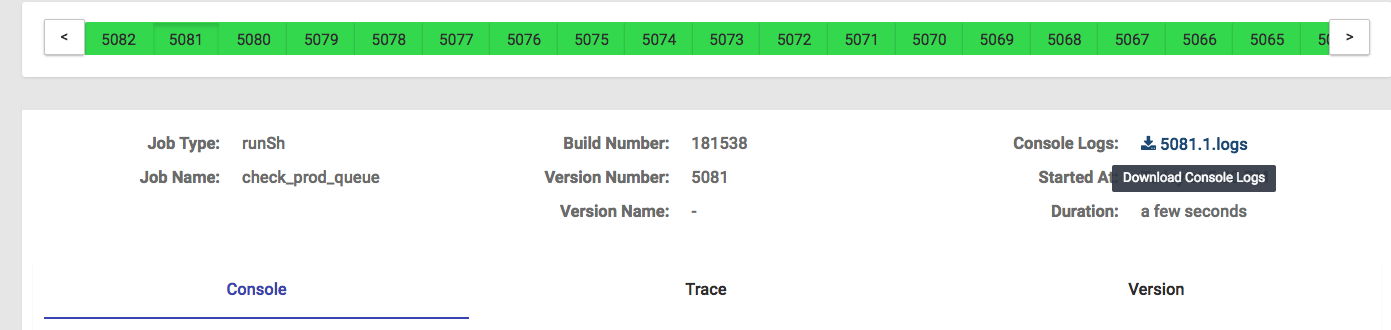 < 5082 5081 5080 5079 5078 5077 5076 5075 5074 5073 5072 5071 5070 5069 5068 5067 5066 5065 >
Job Type: runSh Build Number: 181538 Console Logs: 5081.1.logs
Job Name: check_prod_queue Version Number: 5081 Started At:
Download Console Logs
Version Name: - Duration: a few seconds
Console Trace Version